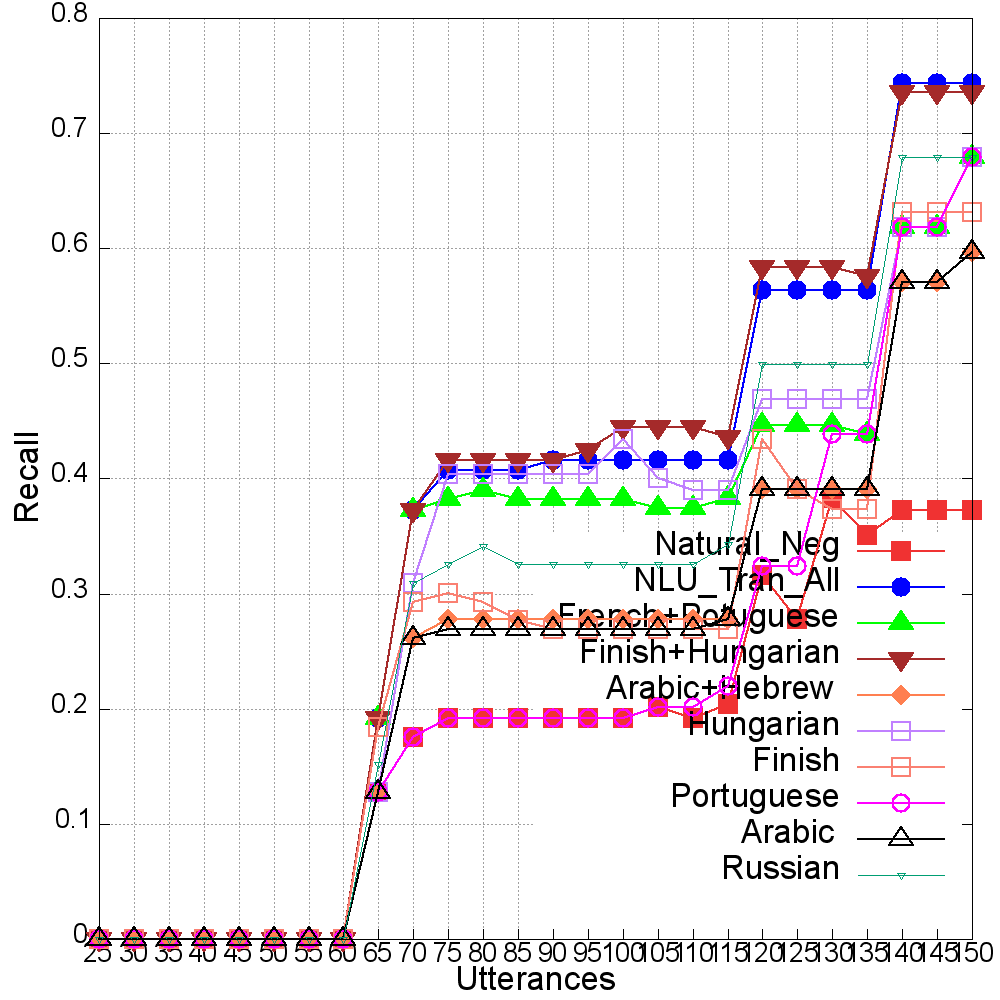 0.8
0.7
0.6
0.5
0.4
0.3
0.2
0.1
0
Recall
25 30 35 40 45 50 55 60 65 70 75 80 85 90 95 100 105 110 115 120 125 130 135 140 145 150
Utterances
Natural_Neg
NLU_Tran_All
French+Potuguese
Finish+Hungarian
Arabic+Hebrew
Hungarian
Finish
Portuguese
Arabic
Russian